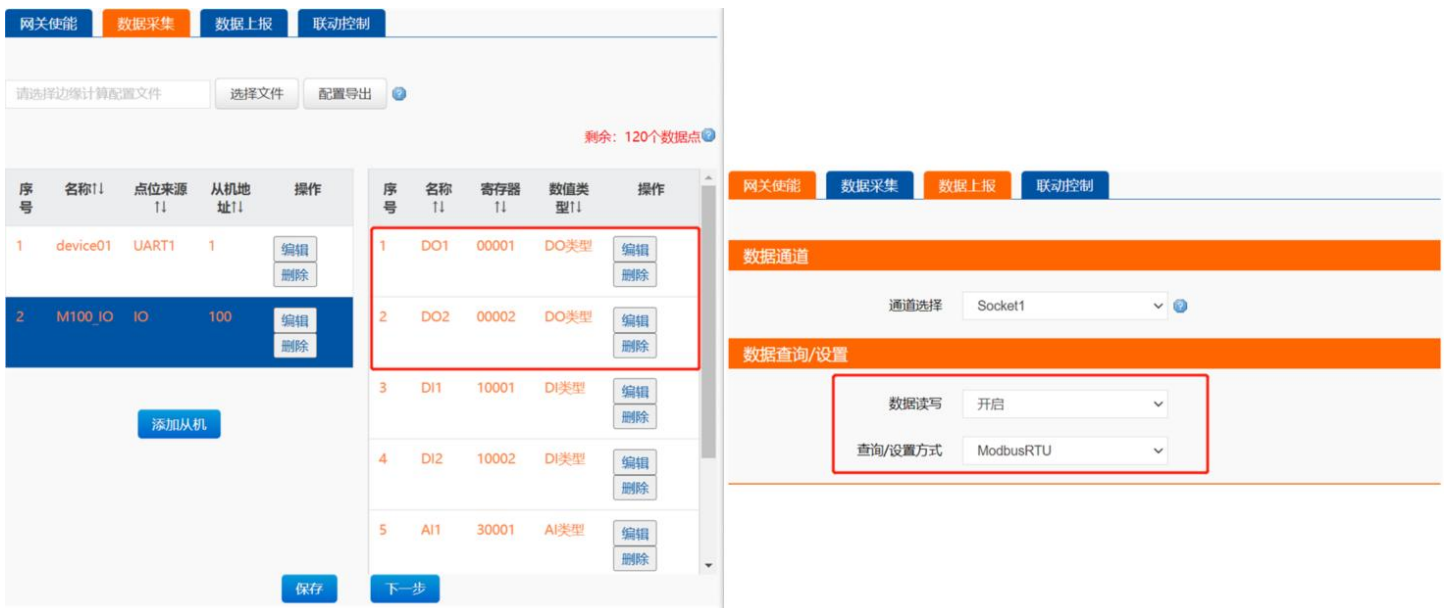 网关使能 数据采集 数据上报 联动控制
请选择边缘计算配置文件 选择文件 配置导出
剩余：120个数据点
序号 名称↑↓ 点位来源↑↓ 从机地址↑↓ 操作
1 device01 UART1 1 编辑 删除
2 M100_IO IO 100 编辑 删除
添加从机
序号 名称↑↓ 寄存器↑↓ 数值类型↑↓ 操作
1 DO1 00001 DO类型 编辑 删除
2 DO2 00002 DO类型 编辑 删除
3 DI1 10001 DI类型 编辑 删除
4 DI2 10002 DI类型 编辑 删除
5 AI1 30001 AI类型 编辑 删除
保存 下一步
网关使能 数据采集 数据上报 联动控制
数据通道
通道选择 Socket1
数据查询/设置
数据读写 开启
查询/设置方式 ModbusRTU